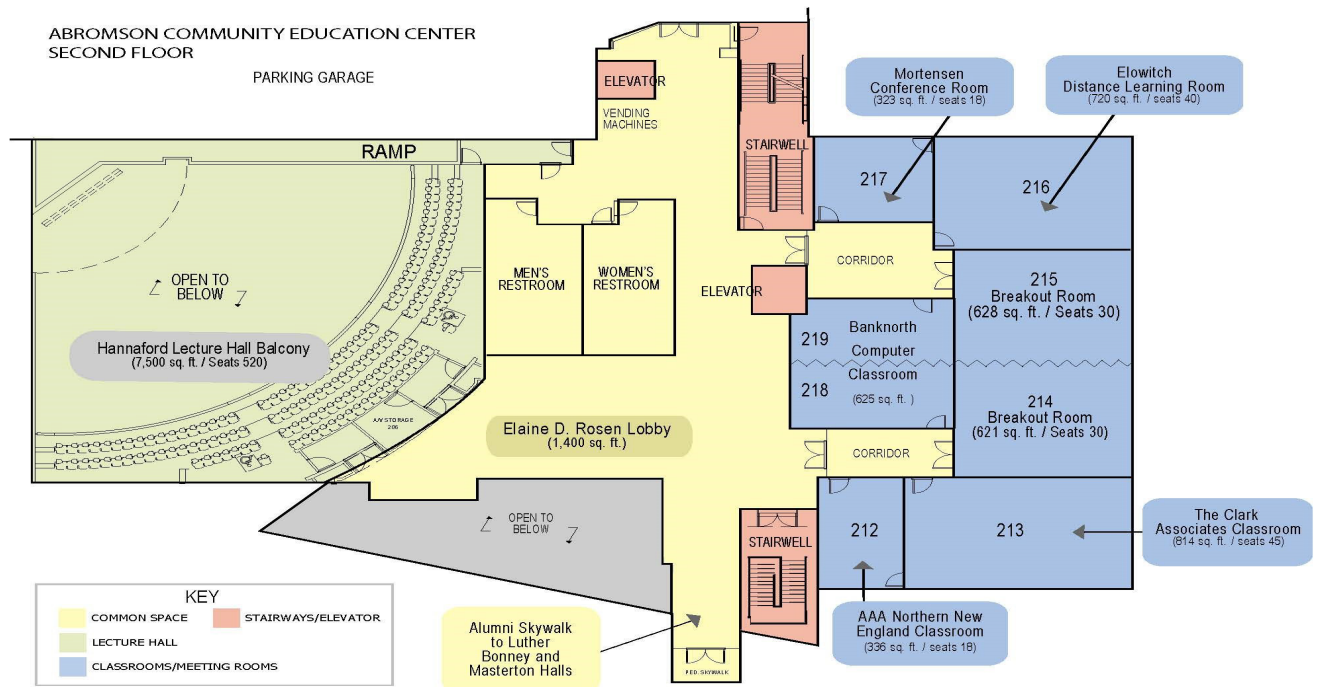 ABROMSON COMMUNITY EDUCATION CENTER
SECOND FLOOR
PARKING GARAGE
ELEVATOR
VENDING
MACHINES
RAMP
STAIRWELL
Mortensen
Conference Room
(323 sq. ft. / seats 18)
Elowitch
Distance Learning Room
(720 sq. ft. / seats 40)
217
216
OPEN TO
BELOW
MEN'S
RESTROOM
WOMEN'S
RESTROOM
ELEVATOR
CORRIDOR
215
Breakout Room
(628 sq. ft. / Seats 30)
Hannaford Lecture Hall Balcony
(7,500 sq. ft. / Seats 520)
219
Banknorth
Computer
Classroom
218
(625 sq. ft. )
214
Breakout Room
(621 sq. ft. / Seats 30)
A/V STORAGE
206
Elaine D. Rosen Lobby
(1,400 sq. ft.)
CORRIDOR
OPEN TO
BELOW
STAIRWELL
212
213
The Clark
Associates Classroom
(814 sq. ft. / seats 45)
KEY
COMMON SPACE
STAIRWAYS/ELEVATOR
LECTURE HALL
CLASSROOMS/MEETING ROOMS
Alumni Skywalk
to Luther
Bonney and
Masterton Halls
PED. SKYWALK
AAA Northern New
England Classroom
(336 sq. ft. / seats 18)